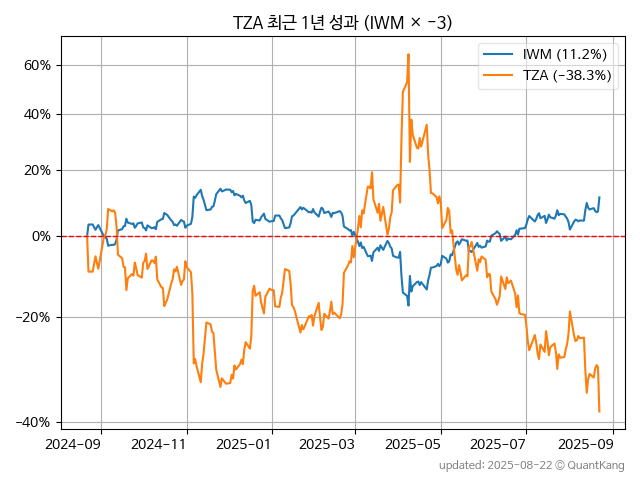 TZA 최근 1년 성과 (IWM × −3)
IWM (11.2%)
TZA (−38.3%)
60%
40%
20%
0%
−20%
−40%
2024−09 2024−11 2025−01 2025−03 2025−05 2025−07 2025−09
updated: 2025-08-22 © QuantKang